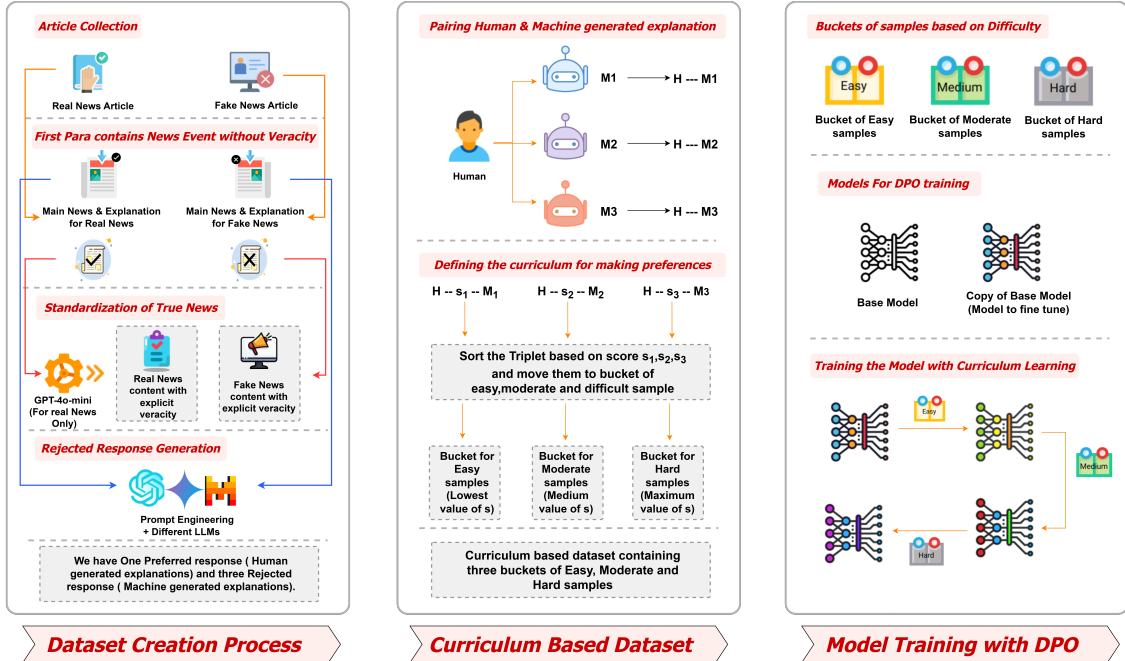 Article Collection
Real News Article
Fake News Article
First Para contains News Event without Veracity
Main News & Explanation
for Real News
Main News & Explanation
for Fake News
Standardization of True News
GPT-4o-mini
(For real News
Only)
Real News
content with
explicit
veracity
Fake News
content with
explicit veracity
Rejected Response Generation
Prompt Engineering
+ Different LLMs
We have One Preferred response ( Human
generated explanations) and three Rejected
response ( Machine generated explanations).
Dataset Creation Process
Pairing Human & Machine generated explanation
Human
M1
H --- M1
M2
H --- M2
M3
H --- M3
Defining the curriculum for making preferences
H -- s1 -- M1
H -- s2 -- M2
H -- s3 -- M3
Sort the Triplet based on score s1,s2,s3
and move them to bucket of
easy,moderate and difficult sample
Bucket for
Easy
samples
(Lowest
value of s)
Bucket for
Moderate
samples
(Medium
value of s)
Bucket for
Hard
samples
(Maximum
value of s)
Curriculum based dataset containing
three buckets of Easy, Moderate and
Hard samples
Curriculum Based Dataset
Buckets of samples based on Difficulty
Easy
Medium
Hard
Bucket of Easy
samples
Bucket of Moderate
samples
Bucket of Hard
samples
Models For DPO training
Base Model
Copy of Base Model
(Model to fine tune)
Training the Model with Curriculum Learning
Easy
Medium
Hard
Model Training with DPO